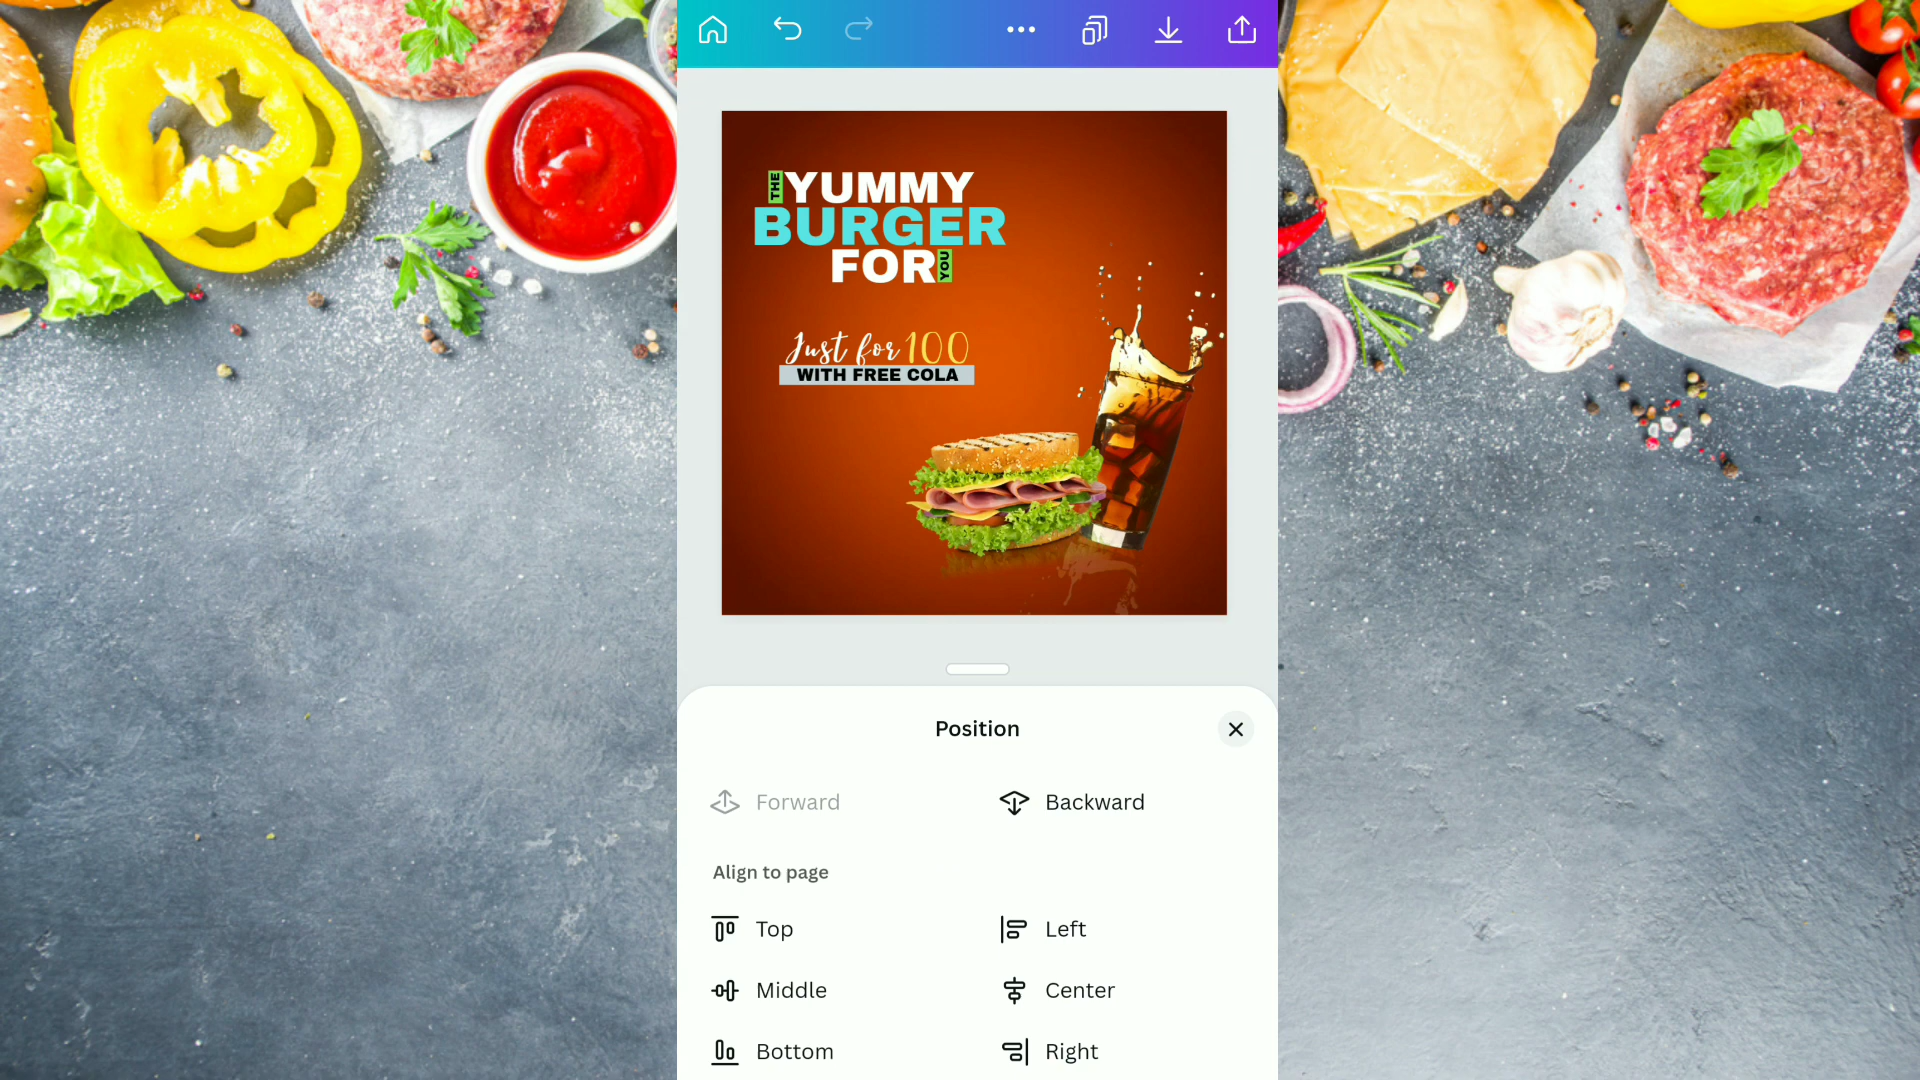 THE YUMMY
BURGER
FOR YOU
Just for 100
WITH FREE COLA
Position
Forward
Backward
Align to page
Top
Left
Middle
Center
Bottom
Right